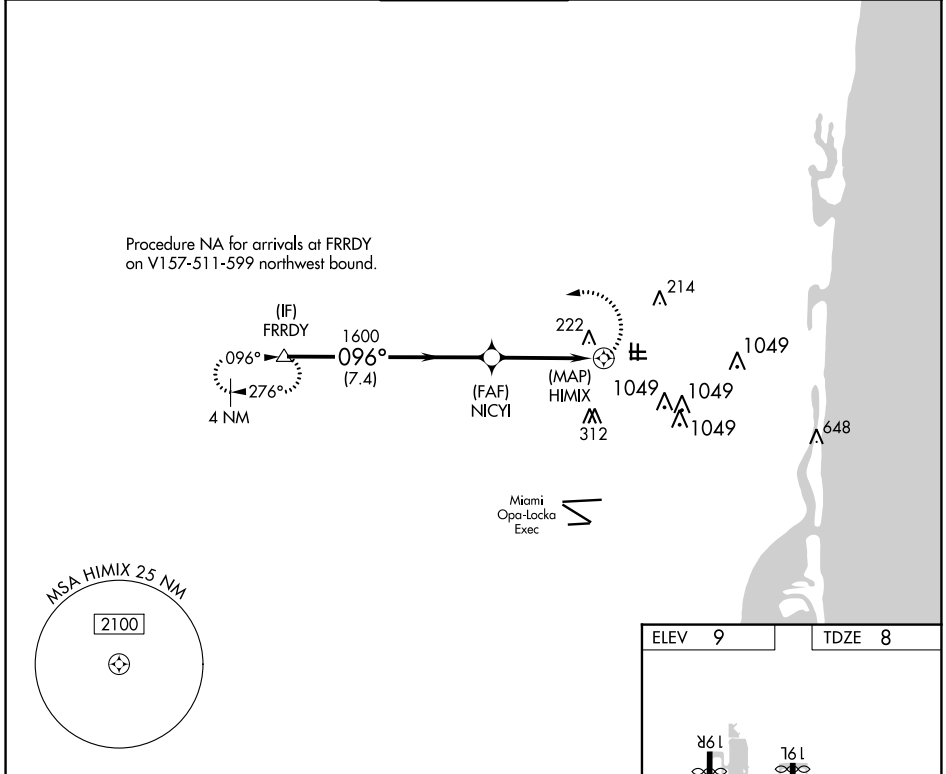 Procedure NA for arrivals at FRRDY
on V157-511-599 northwest bound.
(IF)
FRRDY
1600
096°
096°
(7.4)
276°
4 NM
(FAF)
NICYI
(MAP)
HIMIX
222
214
1049
1049
1049
1049
312
648
Miami
Opa-Locka
Exec
MSA HIMIX 25 NM
2100
ELEV 9
TDZE 8
19R
19L